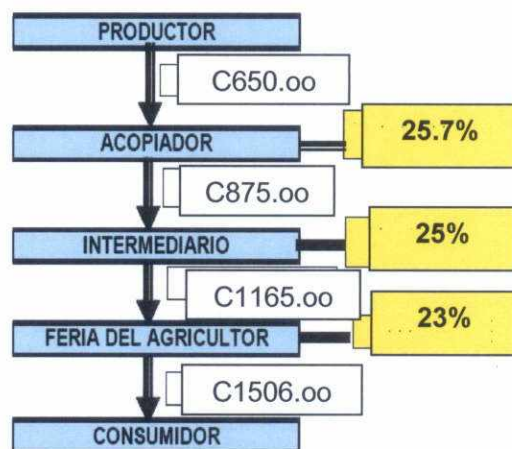 PRODUCTOR
C650.oo
ACOPIADOR
25.7%
C875.oo
INTERMEDIARIO
25%
C1165.oo
FERIA DEL AGRICULTOR
23%
C1506.oo
CONSUMIDOR